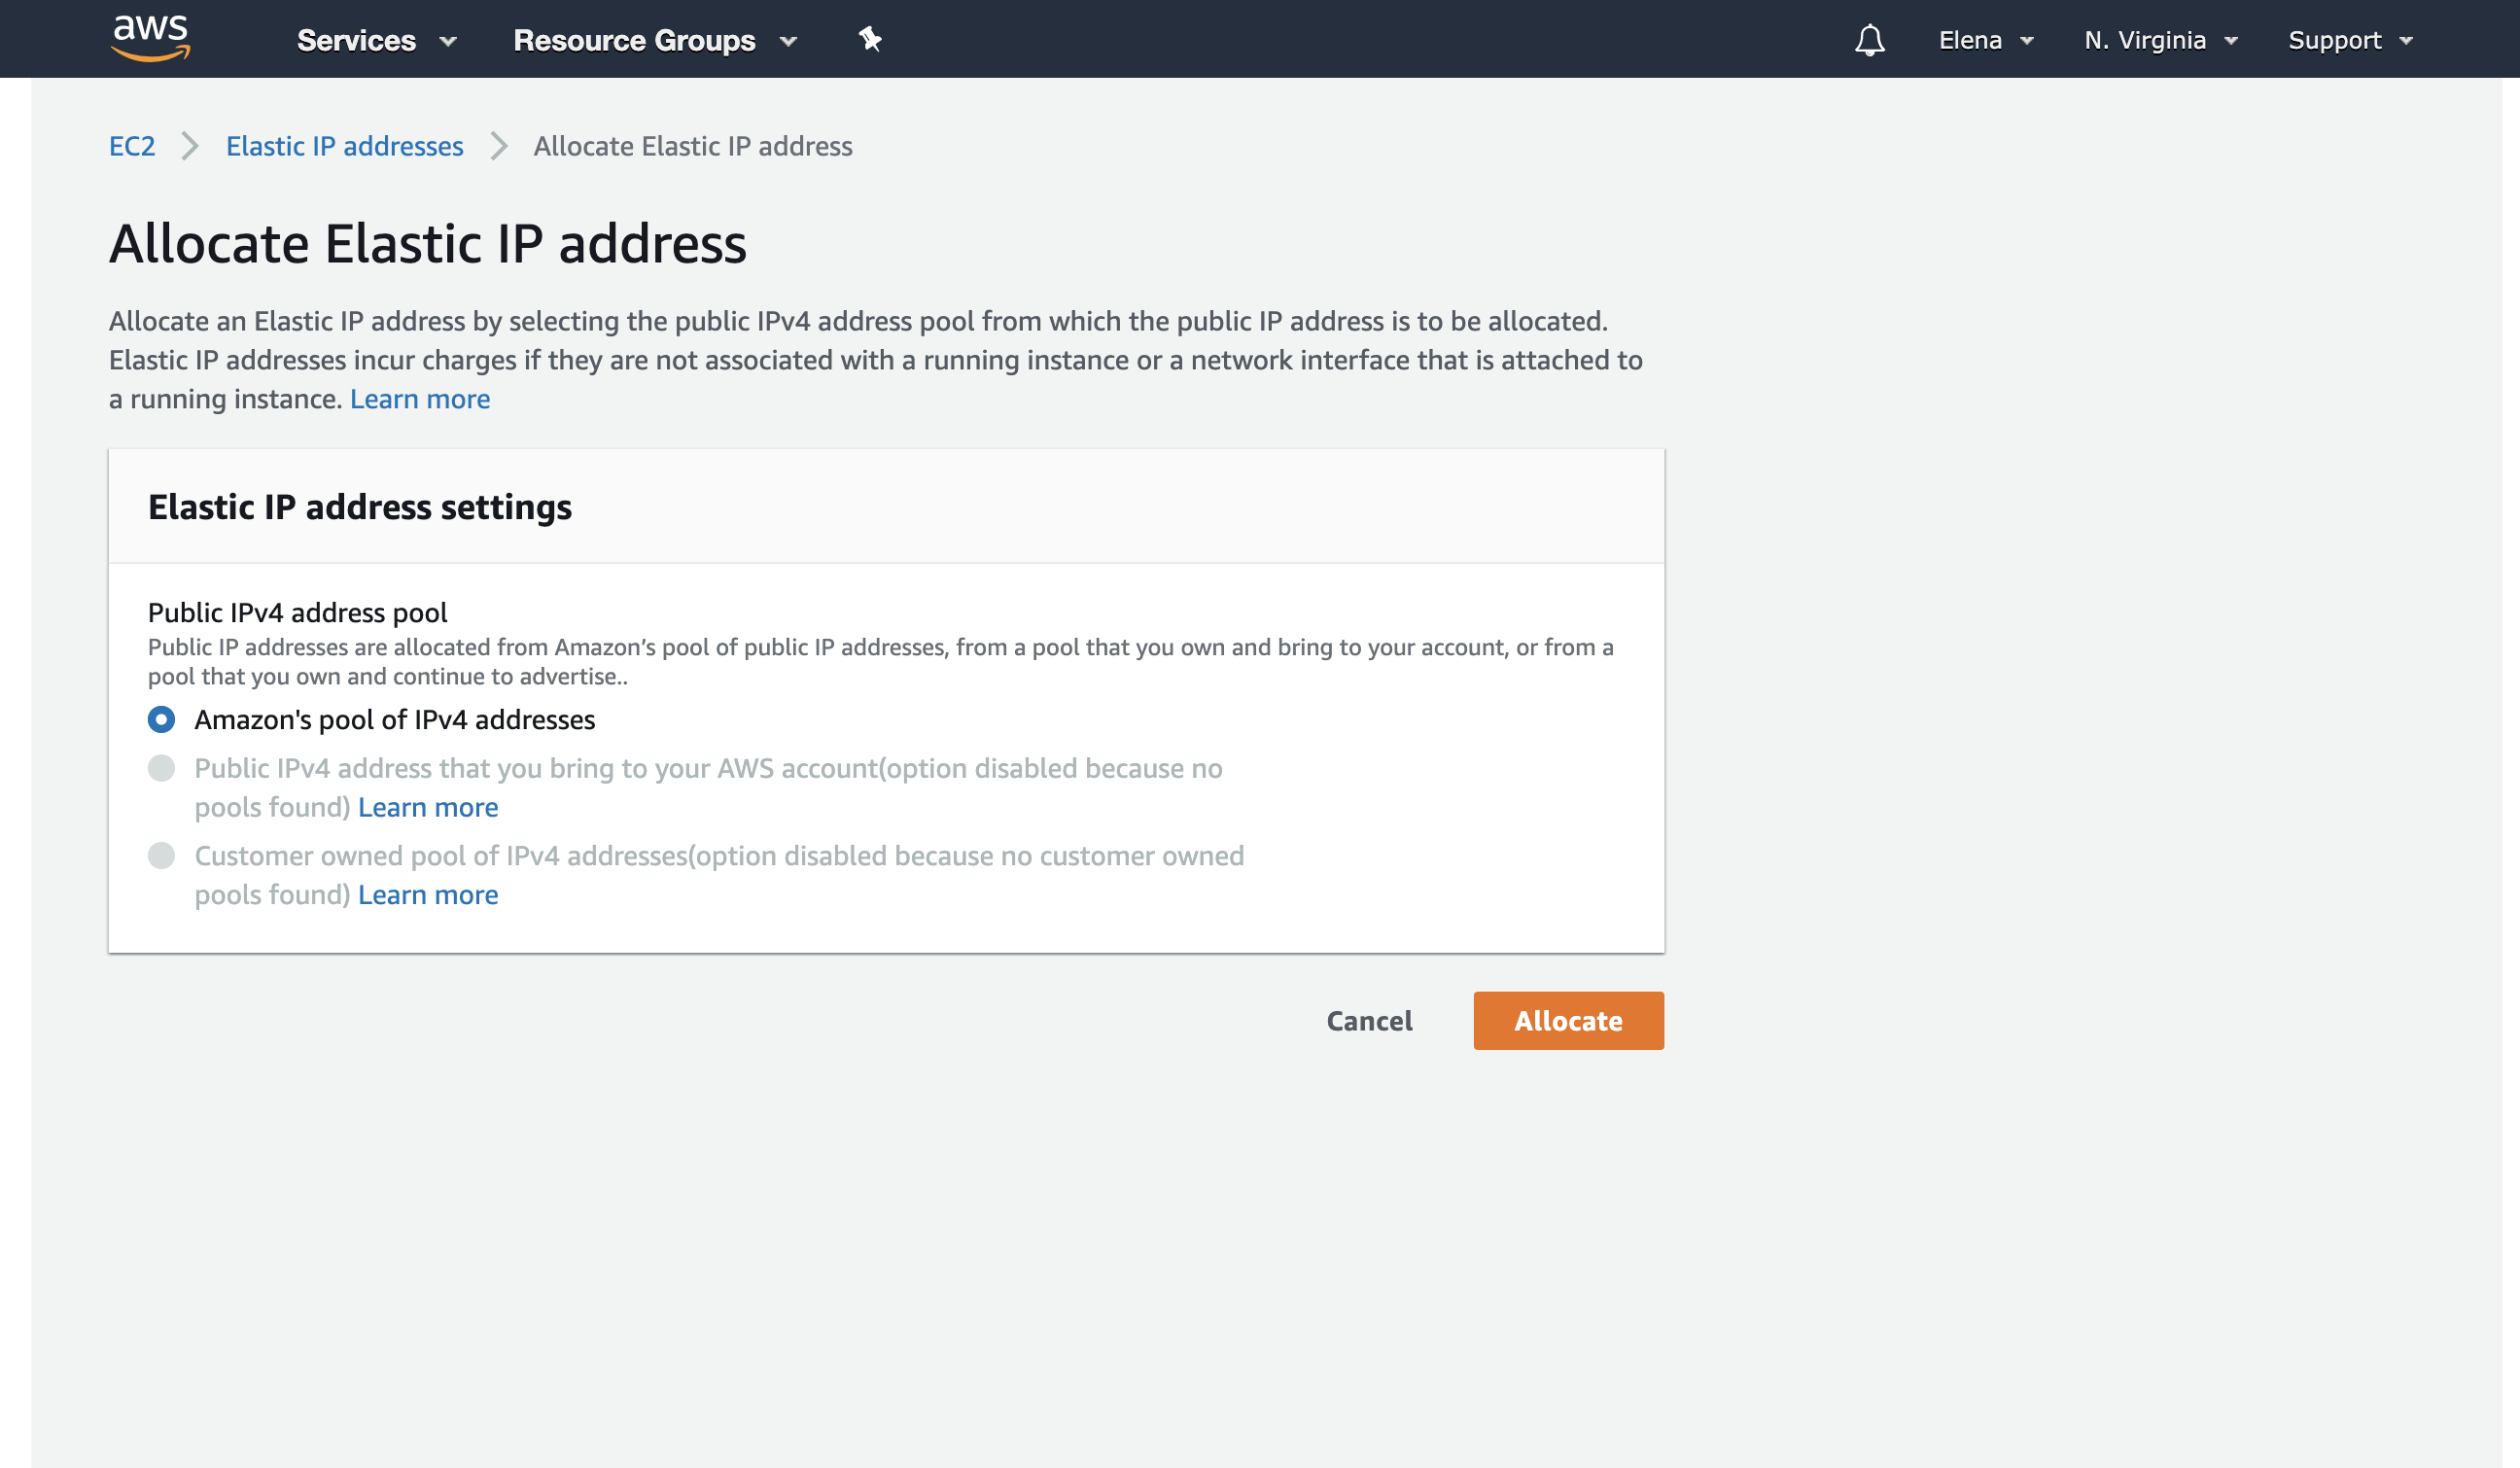 aws Services Resource Groups Elena N. Virginia Support
EC2 Elastic IP addresses Allocate Elastic IP address
Allocate Elastic IP address
Allocate an Elastic IP address by selecting the public IPv4 address pool from which the public IP address is to be allocated.
Elastic IP addresses incur charges if they are not associated with a running instance or a network interface that is attached to
a running instance. Learn more
Elastic IP address settings
Public IPv4 address pool
Public IP addresses are allocated from Amazon’s pool of public IP addresses, from a pool that you own and bring to your account, or from a
pool that you own and continue to advertise..
Amazon's pool of IPv4 addresses
Public IPv4 address that you bring to your AWS account(option disabled because no
pools found) Learn more
Customer owned pool of IPv4 addresses(option disabled because no customer owned
pools found) Learn more
Cancel Allocate